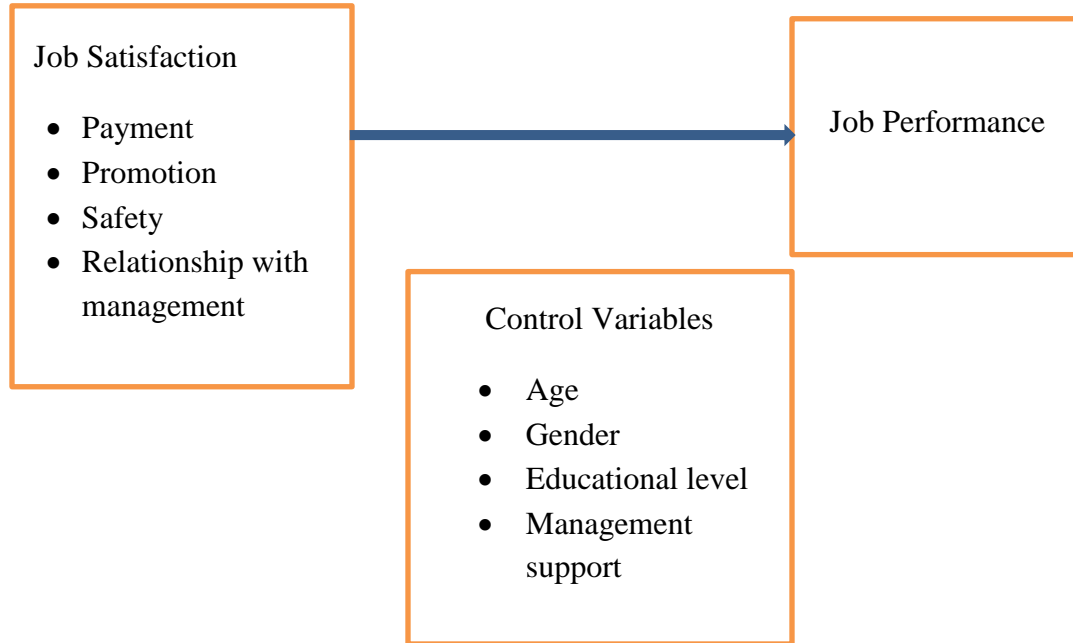 Job Satisfaction
• Payment
• Promotion
• Safety
• Relationship with
management
Job Performance
Control Variables
• Age
• Gender
• Educational level
• Management
support